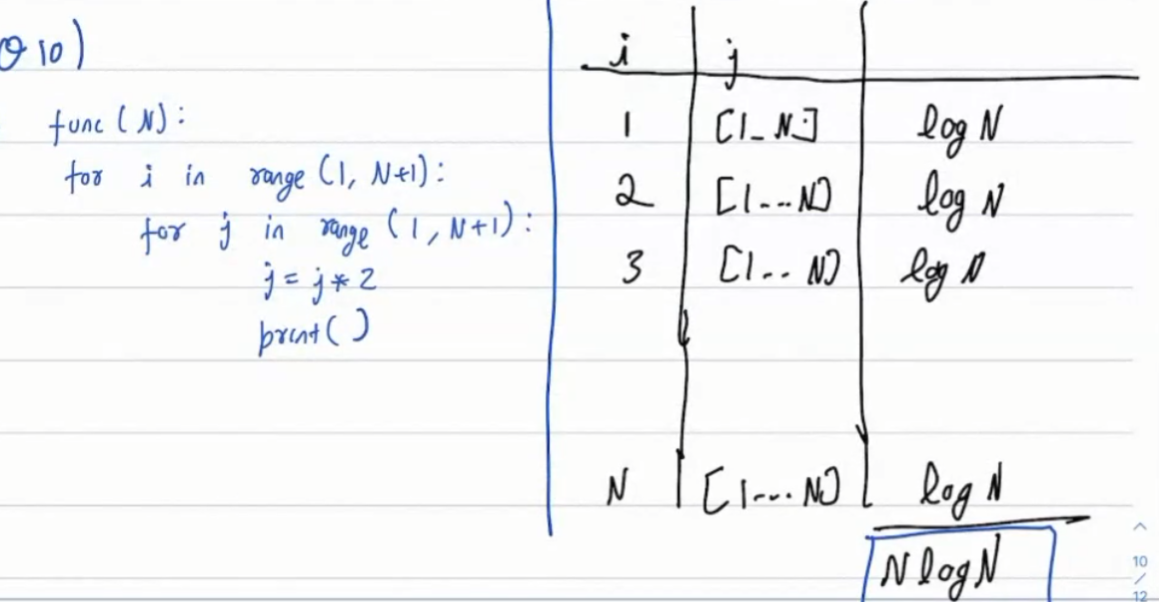 Q 10)
func (N):
for i in range (1, N+1):
for j in range (1, N+1):
j = j * 2
print( )
i j
1 [1_N] log N
2 [1---N] log N
3 [1-- N] log N
N [1--- N] log N
N log N
10
/
12